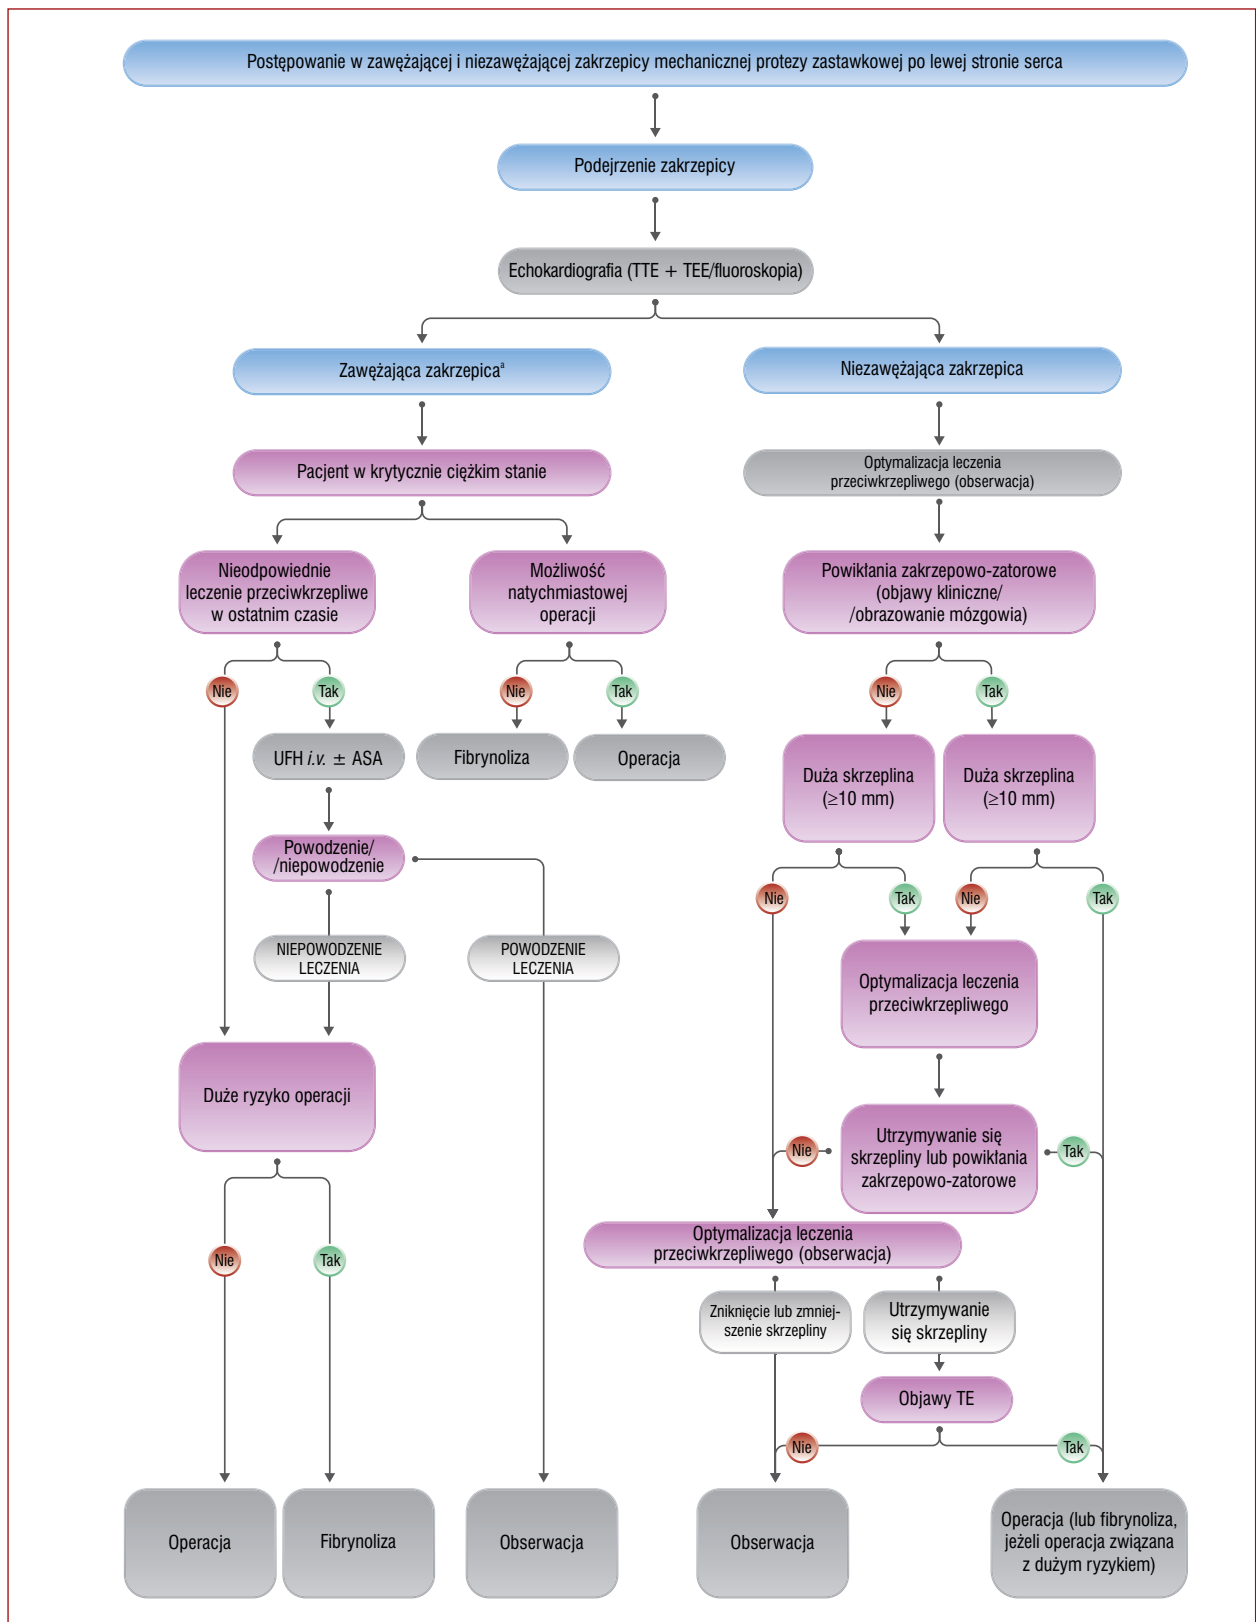 Postępowanie w zawężającej i niezawężającej zakrzepicy mechanicznej protezy zastawkowej po lewej stronie serca
Podejrzenie zakrzepicy
Echokardiografia (TTE + TEE/fluoroskopia)
Zawężająca zakrzepicaª
Niezawężająca zakrzepica
Pacjent w krytycznie ciężkim stanie
Optymalizacja leczenia
przeciwkrzepliwego (obserwacja)
Nieodpowiednie
leczenie przeciwkrzepliwe
w ostatnim czasie
Możliwość
natychmiastowej
operacji
Powikłania zakrzepowo-zatorowe
(objawy kliniczne/
/obrazowanie mózgowia)
Nie
Tak
Nie
Tak
Nie
Tak
UFH i.v. ± ASA
Fibrynoliza
Operacja
Duża skrzeplina
(≥10 mm)
Duża skrzeplina
(≥10 mm)
Powodzenie/
/niepowodzenie
Nie
Tak
Nie
Tak
NIEPOWODZENIE
LECZENIA
POWODZENIE
LECZENIA
Optymalizacja leczenia
przeciwkrzepliwego
Duże ryzyko operacji
Nie
Utrzymywanie się
skrzepliny lub powikłania
zakrzepowo-zatorowe
Tak
Optymalizacja leczenia
przeciwkrzepliwego (obserwacja)
Nie
Tak
Zniknięcie lub zmniej-
szenie skrzepliny
Utrzymywanie
się skrzepliny
Objawy TE
Nie
Tak
Operacja
Fibrynoliza
Obserwacja
Obserwacja
Operacja (lub fibrynoliza,
jeżeli operacja związana
z dużym ryzykiem)